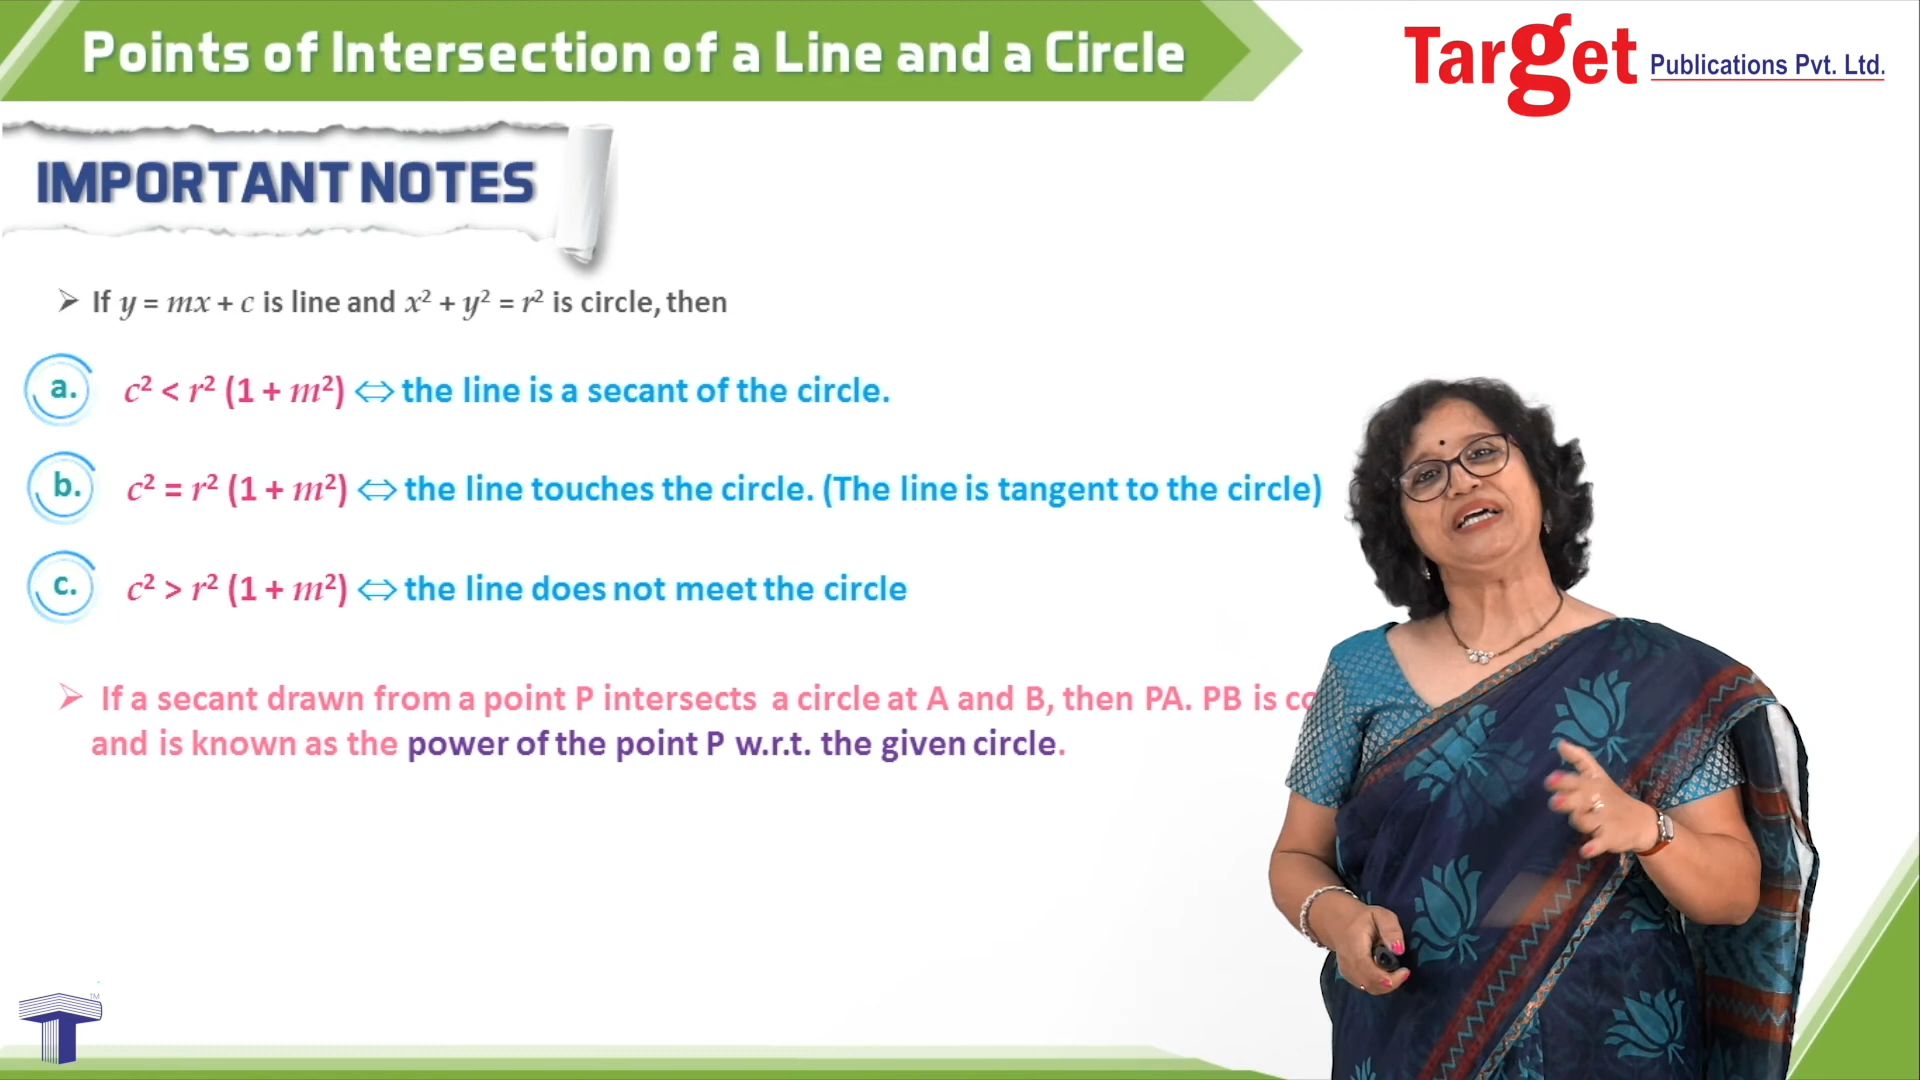 Points of Intersection of a Line and a Circle
Target Publications Pvt. Ltd.
IMPORTANT NOTES
➢ If y = mx + c is line and x² + y² = r² is circle, then
a. c² < r² (1 + m²) ⇔ the line is a secant of the circle.
b. c² = r² (1 + m²) ⇔ the line touches the circle. (The line is tangent to the circle)
c. c² > r² (1 + m²) ⇔ the line does not meet the circle
➢ If a secant drawn from a point P intersects a circle at A and B, then PA. PB is
and is known as the power of the point P w.r.t. the given circle.
T
TM